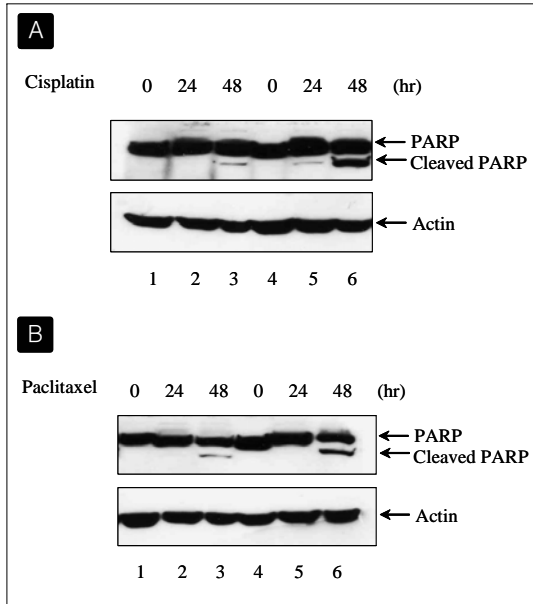 A
Cisplatin 0 24 48 0 24 48 (hr)
PARP
Cleaved PARP
Actin
1 2 3 4 5 6
B
Paclitaxel 0 24 48 0 24 48 (hr)
PARP
Cleaved PARP
Actin
1 2 3 4 5 6